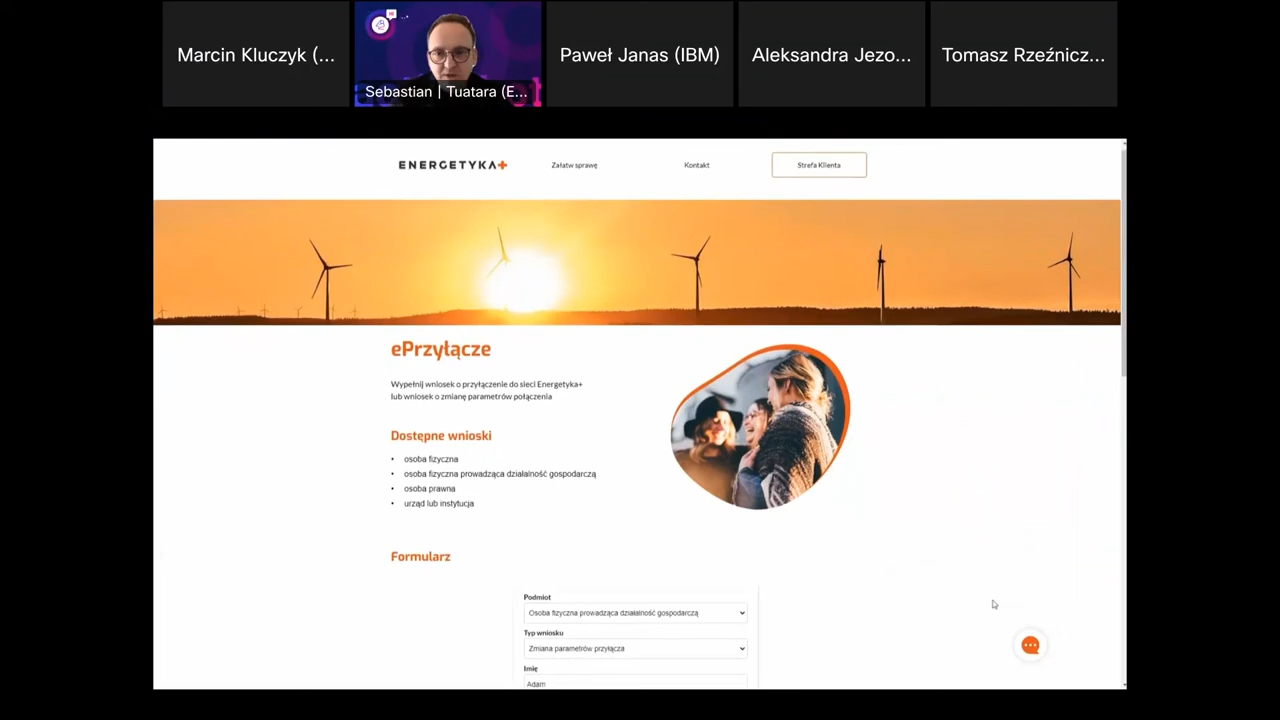 Marcin Kluczyk (...
Sebastian | Tuatara (E...
Paweł Janas (IBM)
Aleksandra Jezo...
Tomasz Rzeźnicz...
ENERGETYKA+
Załatw sprawę
Kontakt
Strefa Klienta
ePrzyłącze
Wypełnij wniosek o przyłączenie do sieci Energetyka+
lub wniosek o zmianę parametrów połączenia
Dostępne wnioski
• osoba fizyczna
• osoba fizyczna prowadząca działalność gospodarczą
• osoba prawna
• urząd lub instytucja
Formularz
Podmiot
Osoba fizyczna prowadząca działalność gospodarczą
Typ wniosku
Zmiana parametrów przyłącza
Imię
Adam